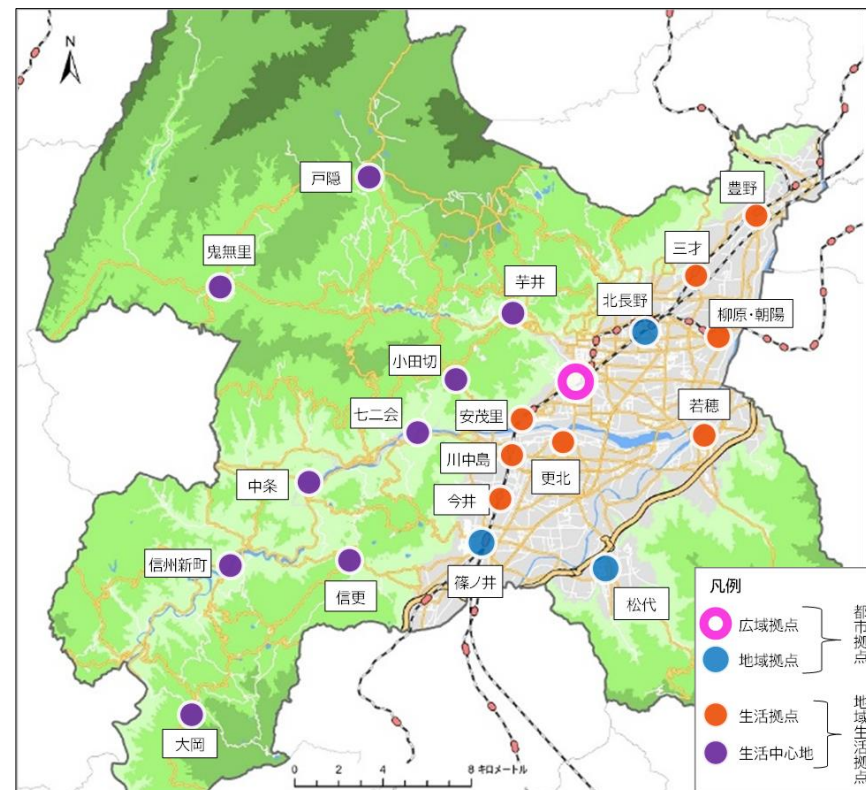 N
戸隠
豊野
三才
鬼無里
芋井
北長野
柳原・朝陽
小田切
安茂里
若穂
七二会
川中島
更北
中条
今井
信州新町
信更
篠ノ井
松代
大岡
凡例
広域拠点
地域拠点
都市拠点
生活拠点
生活中心地
地域生活拠点
0 2 4 8 キロメートル